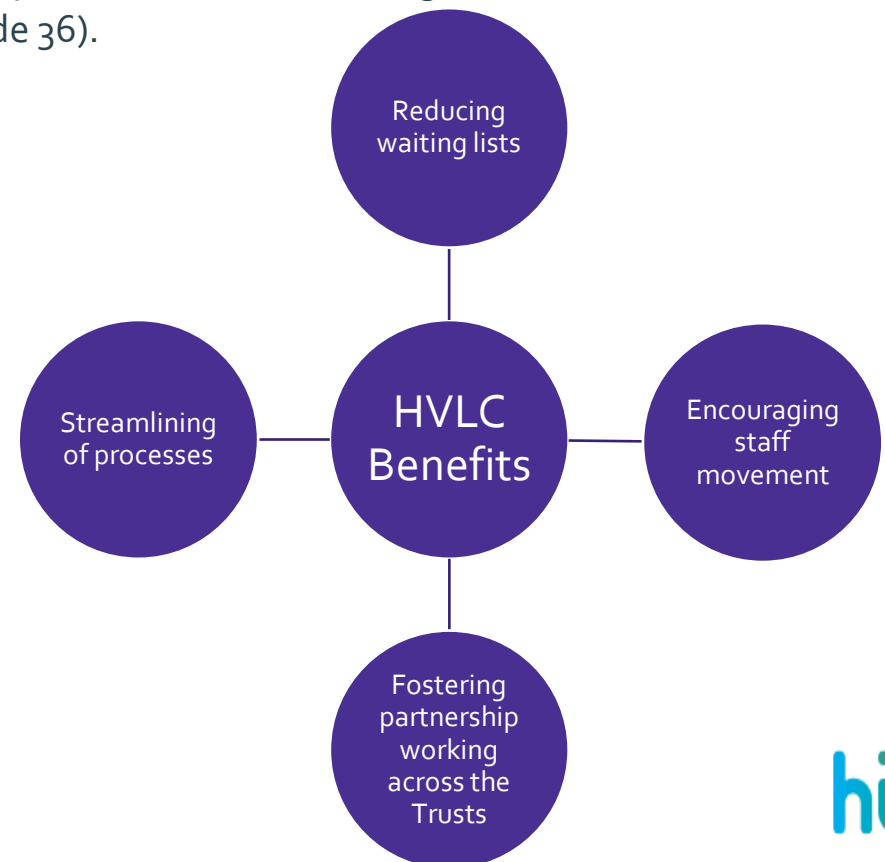 de 36).
Reducing
waiting lists
Streamlining
of processes
HVLC
Benefits
Encouraging
staff
movement
Fostering
partnership
working
across the
Trusts